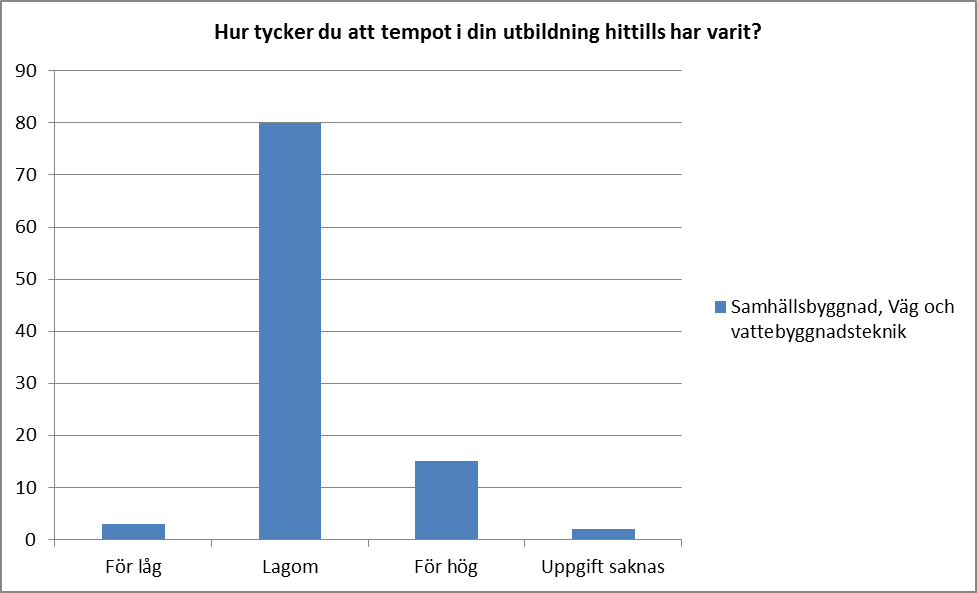 Hur tycker du att tempot i din utbildning hittills har varit?
90
80
70
60
50
40
30
20
10
0
För låg
Lagom
För hög
Uppgift saknas
Samhällsbyggnad, Väg och
vattebyggnadsteknik